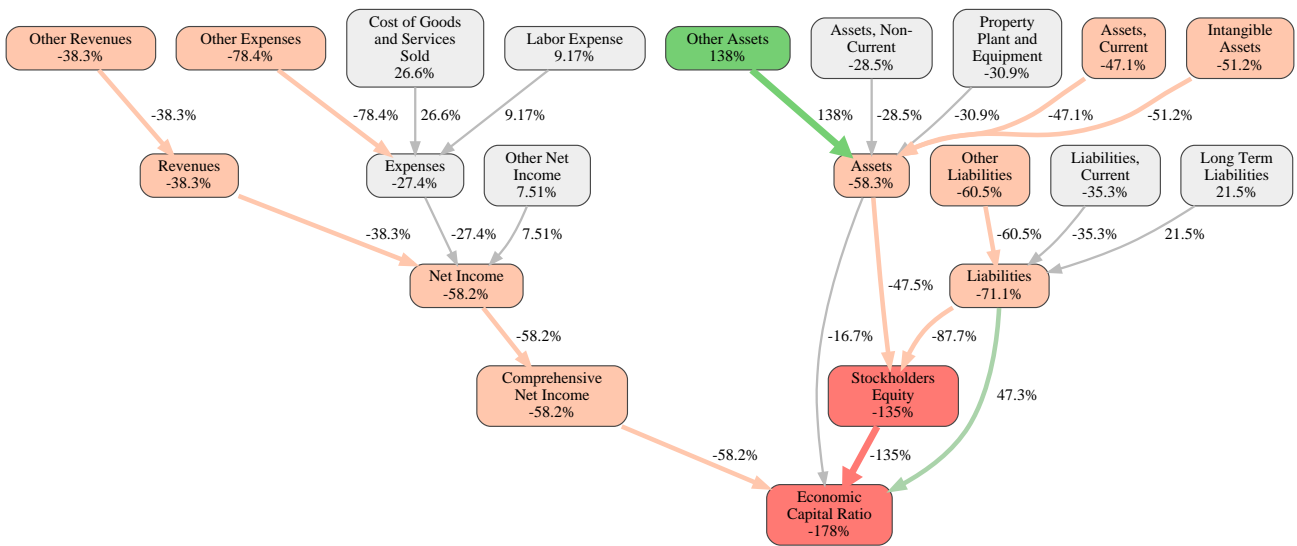 Other Revenues
-38.3%
Other Expenses
-78.4%
Cost of Goods
and Services
Sold
26.6%
Labor Expense
9.17%
Other Assets
138%
Assets, Non-
Current
-28.5%
Property
Plant and
Equipment
-30.9%
Assets,
Current
-47.1%
Intangible
Assets
-51.2%
-38.3%
-78.4%
26.6%
9.17%
138%
-28.5%
-30.9%
-47.1%
-51.2%
Revenues
-38.3%
Expenses
-27.4%
Other Net
Income
7.51%
Assets
-58.3%
Other
Liabilities
-60.5%
Liabilities,
Current
-35.3%
Long Term
Liabilities
21.5%
-38.3%
-27.4%
7.51%
-60.5%
-35.3%
21.5%
Net Income
-58.2%
-47.5%
Liabilities
-71.1%
-58.2%
-16.7%
-87.7%
Comprehensive
Net Income
-58.2%
Stockholders
Equity
-135%
47.3%
-58.2%
-135%
Economic
Capital Ratio
-178%